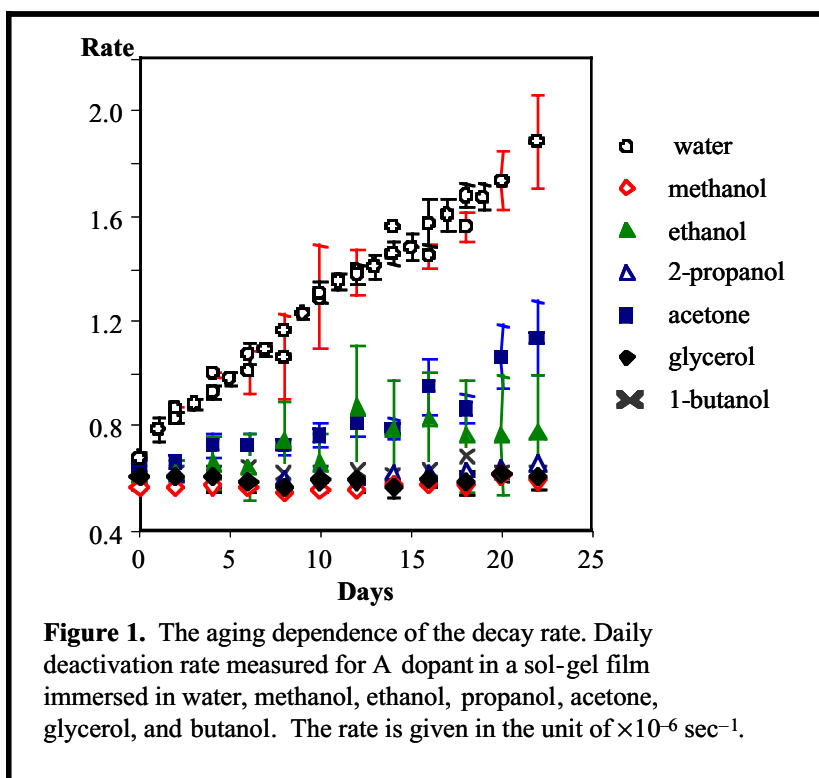 Rate
2.0
1.6
1.2
0.8
0.4
0
5
10
15
20
25
Days
water
methanol
ethanol
2-propanol
acetone
glycerol
1-butanol
Figure 1. The aging dependence of the decay rate. Daily
deactivation rate measured for A dopant in a sol-gel film
immersed in water, methanol, ethanol, propanol, acetone,
glycerol, and butanol. The rate is given in the unit of ×10⁻⁶ sec⁻¹.